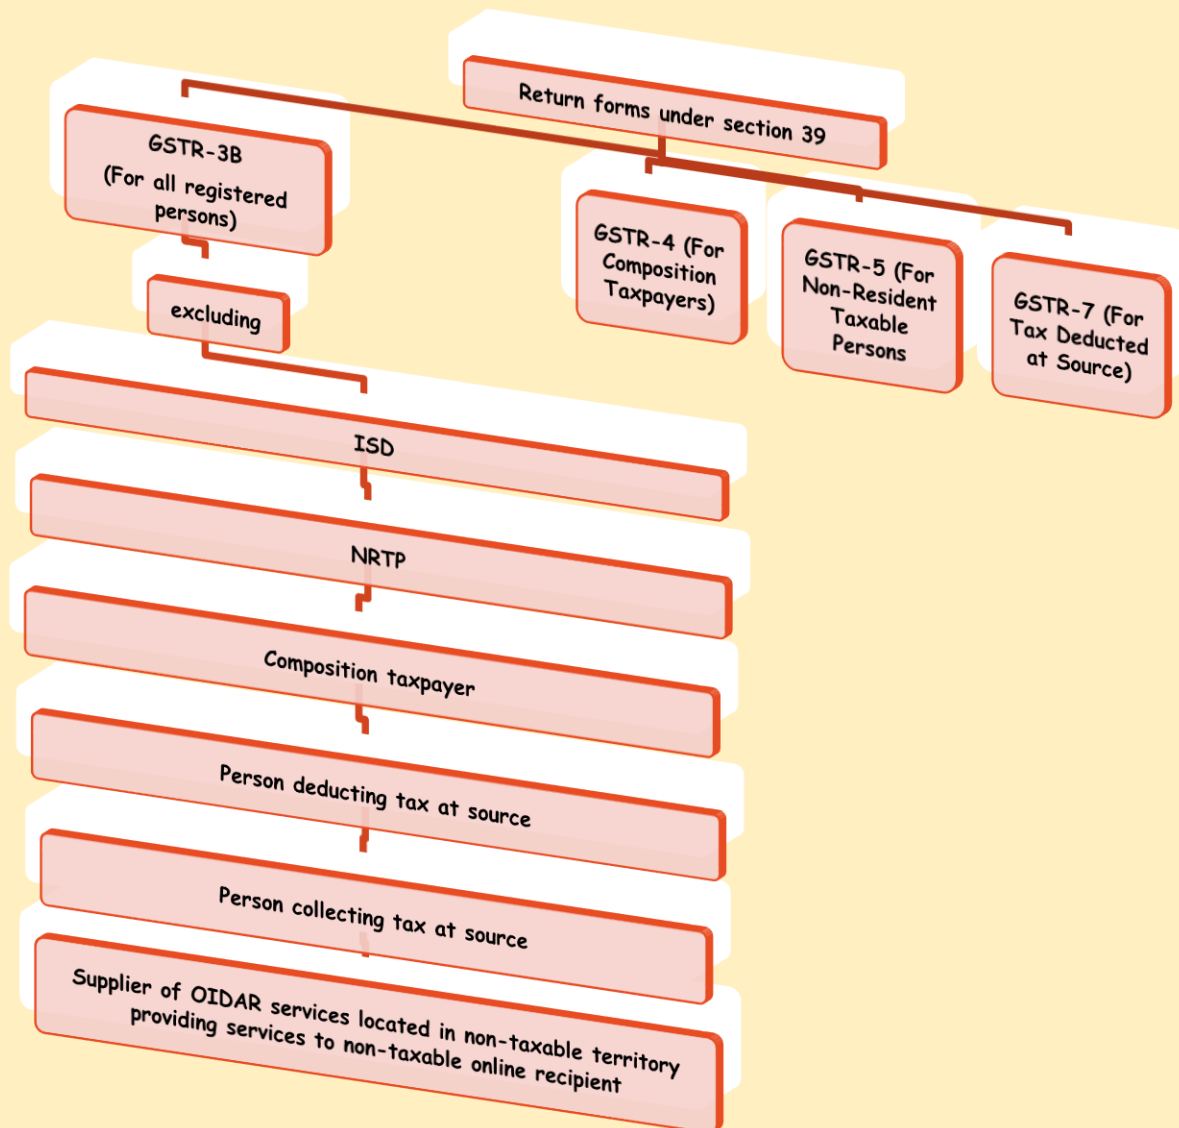 Return forms under section 39
GSTR-3B
(For all registered
persons)
excluding
ISD
NRTP
Composition taxpayer
Person deducting tax at source
Person collecting tax at source
Supplier of OIDAR services located in non-taxable territory
providing services to non-taxable online recipient
GSTR-4 (For
Composition
Taxpayers)
GSTR-5 (For
Non-Resident
Taxable
Persons
GSTR-7 (For
Tax Deducted
at Source)